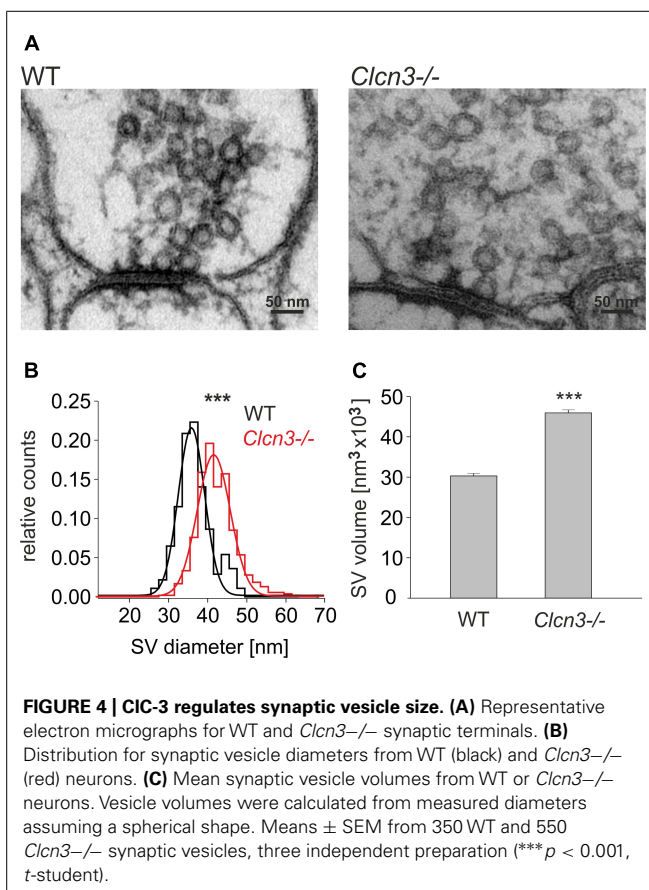 A
WT
Clcn3-/-
50 nm
50 nm
B
C
***
WT
Clcn3-/-
relative counts
0.25
0.20
0.15
0.10
0.05
0.00
20 30 40 50 60 70
SV diameter [nm]
***
SV volume [nm³x10³]
50
40
30
20
10
0
WT
Clcn3-/-
FIGURE 4 | ClC-3 regulates synaptic vesicle size. (A) Representative
electron micrographs for WT and Clcn3−/− synaptic terminals. (B)
Distribution for synaptic vesicle diameters from WT (black) and Clcn3−/−
(red) neurons. (C) Mean synaptic vesicle volumes from WT or Clcn3−/−
neurons. Vesicle volumes were calculated from measured diameters
assuming a spherical shape. Means ± SEM from 350 WT and 550
Clcn3−/− synaptic vesicles, three independent preparation (***p < 0.001,
t-student).